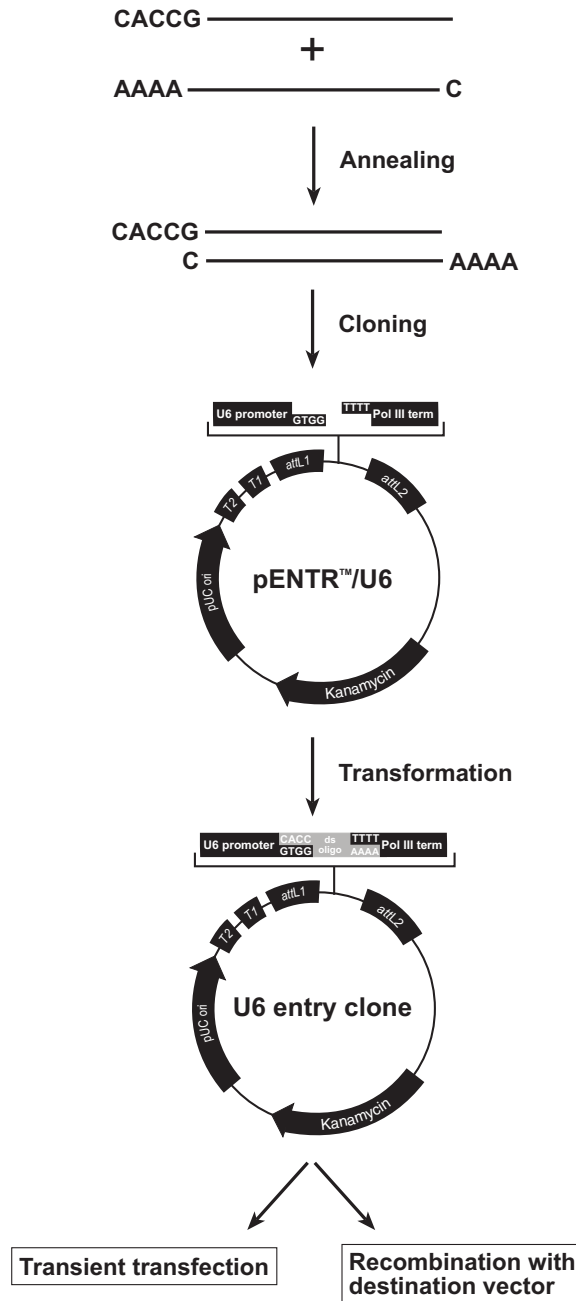 CACCG
+
AAAA C
Annealing
CACCG
C AAAA
Cloning
U6 promoter GTGG TTTT Pol III term
T2 T1 attL1 attL2
pUC ori
pENTR™/U6
Kanamycin
Transformation
U6 promoter CACC ds TTTT Pol III term
GTGG oligo AAAA
T2 T1 attL1 attL2
pUC ori
U6 entry clone
Kanamycin
Transient transfection
Recombination with
destination vector